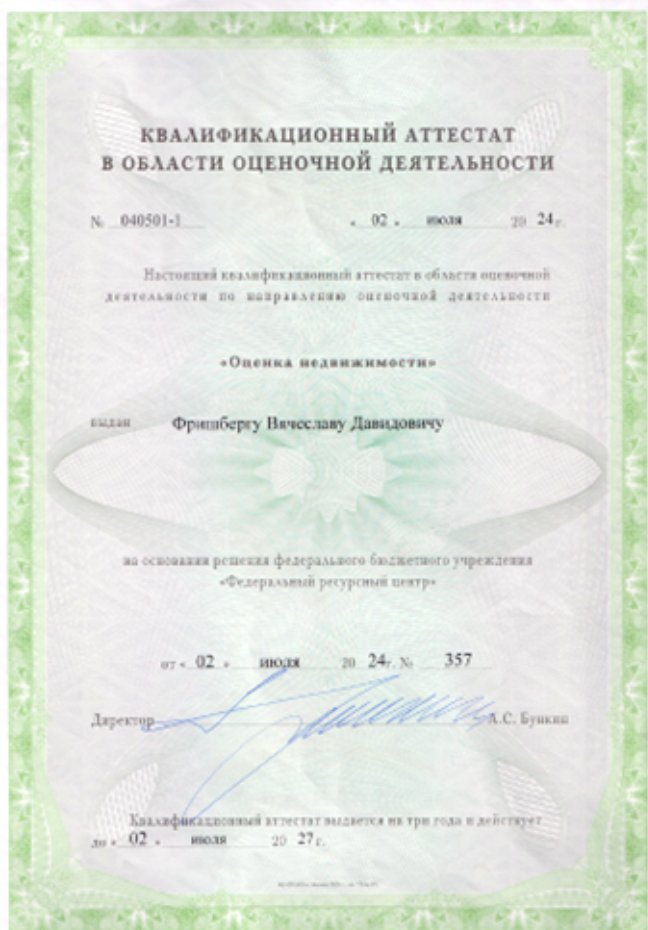 КВАЛИФИКАЦИОННЫЙ АТТЕСТАТ
В ОБЛАСТИ ОЦЕНОЧНОЙ ДЕЯТЕЛЬНОСТИ
№ 040501-1 « 02 » июля 20 24 г.
Настоящий квалификационный аттестат в области оценочной
деятельности по направлению оценочной деятельности
«Оценка недвижимости»
выдан Фришбергу Вячеславу Давидовичу
на основании решения федерального бюджетного учреждения
«Федеральный ресурсный центр»
от « 02 » июля 20 24 г. № 357
Директор А.С. Бункин
Квалификационный аттестат выдается на три года и действует
до « 02 » июля 20 27 г.